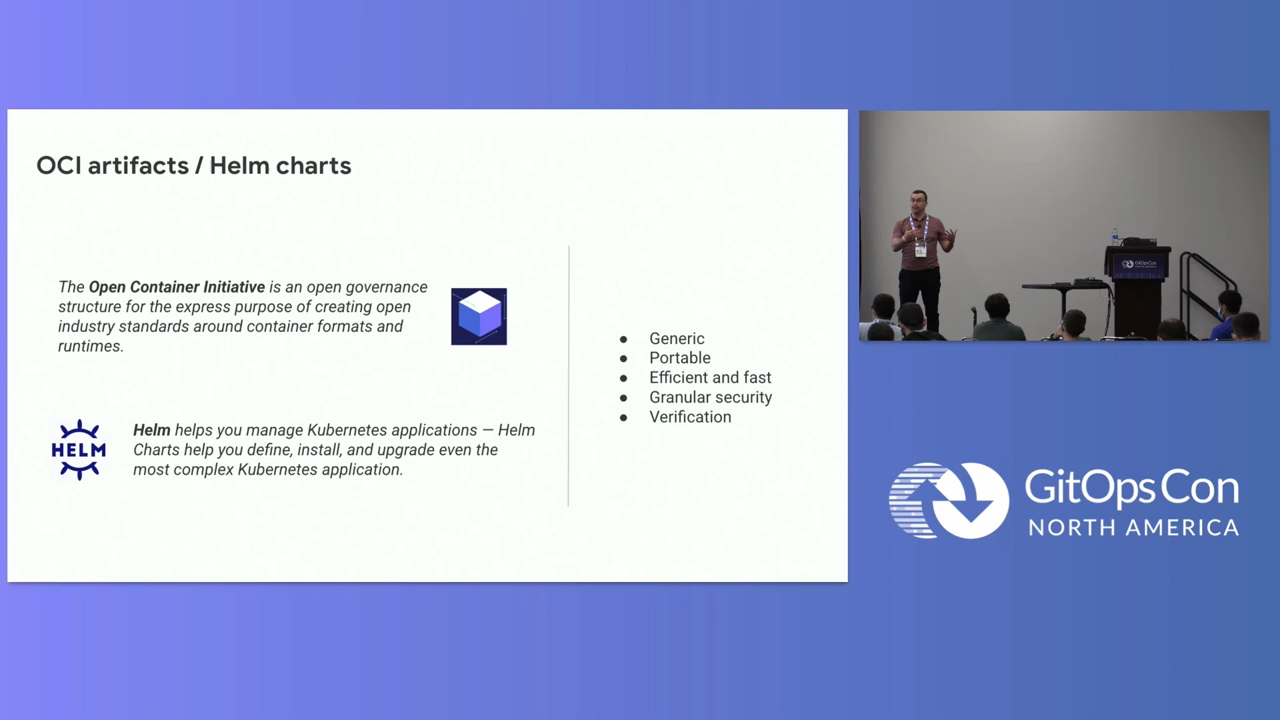 OCI artifacts / Helm charts
The Open Container Initiative is an open governance
structure for the express purpose of creating open
industry standards around container formats and
runtimes.
HELM
Helm helps you manage Kubernetes applications — Helm
Charts help you define, install, and upgrade even the
most complex Kubernetes application.
● Generic
● Portable
● Efficient and fast
● Granular security
● Verification
GitOpsCon
GitOpsCon
NORTH AMERICA